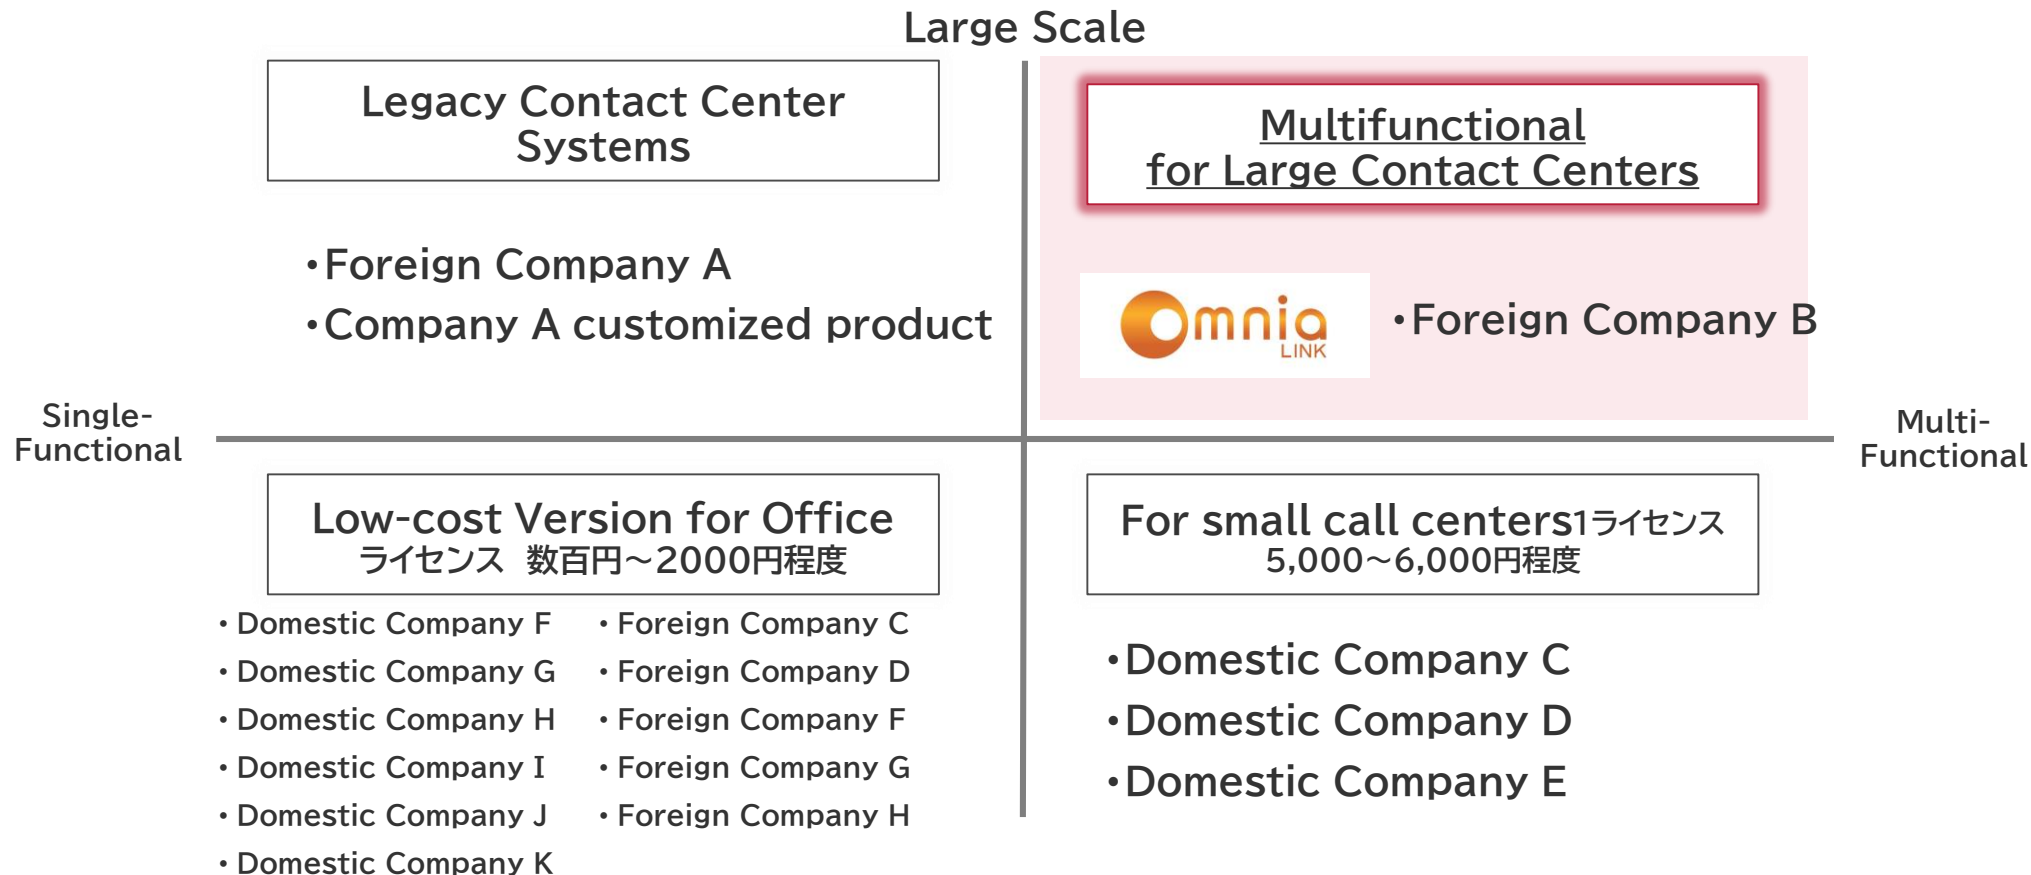 Large Scale
Legacy Contact Center
Systems
・Foreign Company A
・Company A customized product
Multifunctional
for Large Contact Centers
Omnia
LINK
・Foreign Company B
Single-
Functional
Multi-
Functional
Low-cost Version for Office
ライセンス 数百円～2000円程度
・Domestic Company F
・Domestic Company G
・Domestic Company H
・Domestic Company I
・Domestic Company J
・Domestic Company K
・Foreign Company C
・Foreign Company D
・Foreign Company F
・Foreign Company G
・Foreign Company H
For small call centers1ライセンス
5,000～6,000円程度
・Domestic Company C
・Domestic Company D
・Domestic Company E